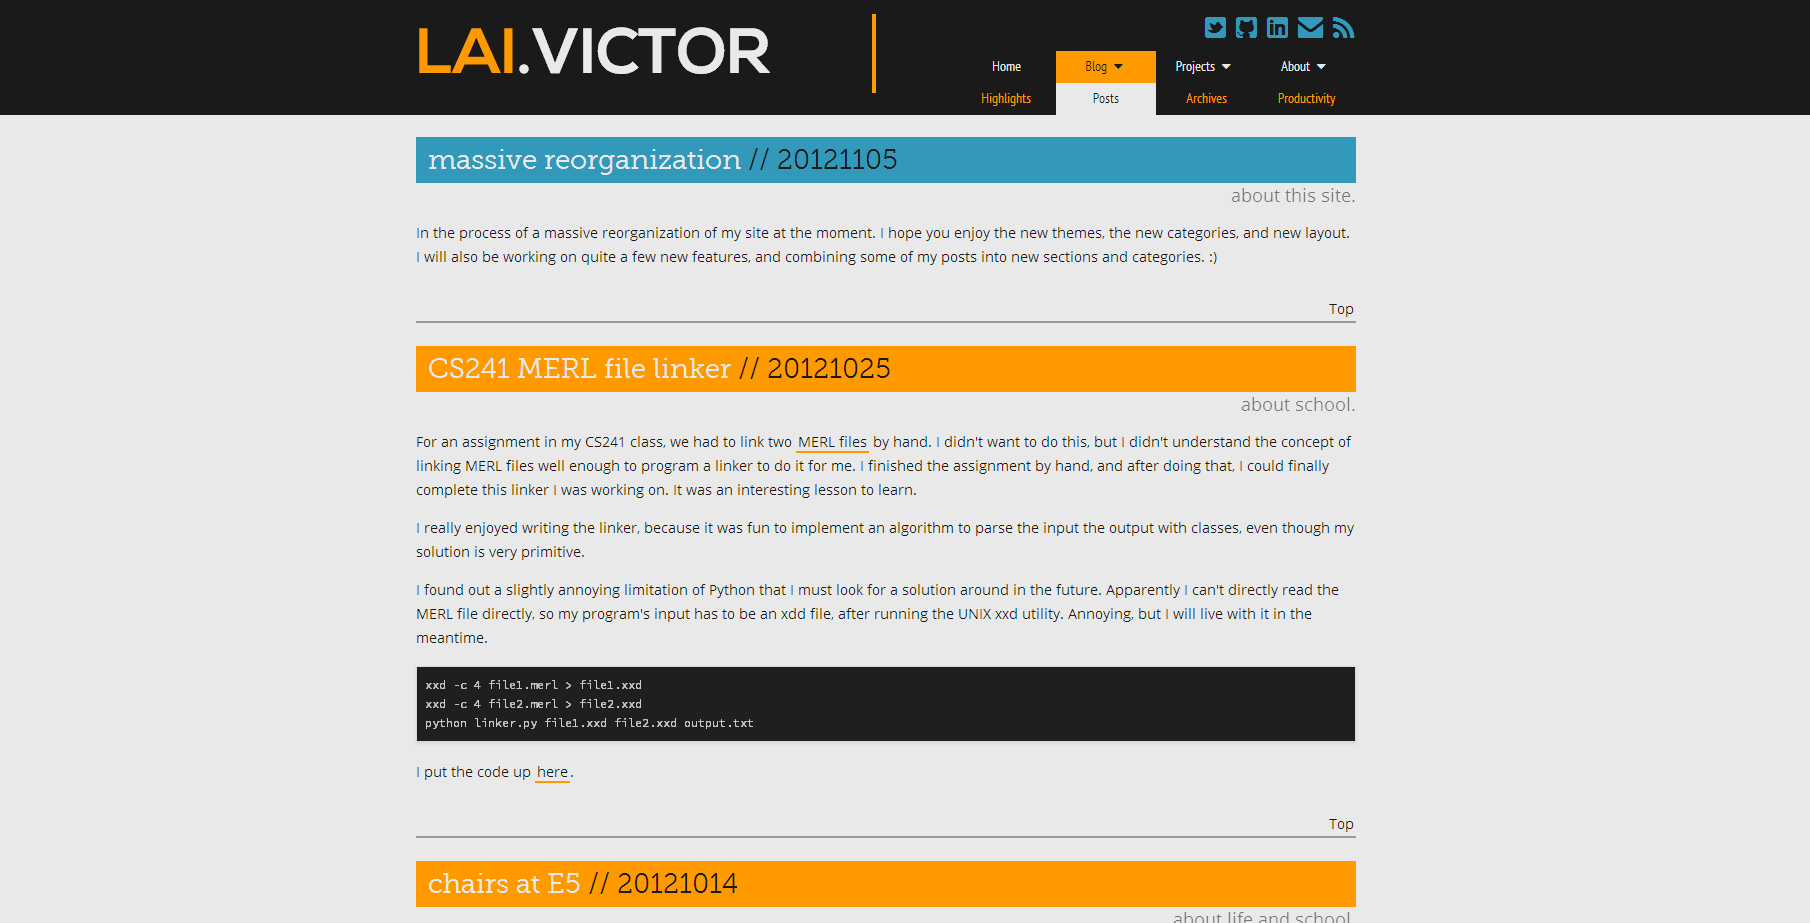 LAI.VICTOR
Home
Blog
Projects
About
Highlights
Posts
Archives
Productivity
massive reorganization // 20121105
about this site.
In the process of a massive reorganization of my site at the moment. I hope you enjoy the new themes, the new categories, and new layout.
I will also be working on quite a few new features, and combining some of my posts into new sections and categories. :)
Top
CS241 MERL file linker // 20121025
about school.
For an assignment in my CS241 class, we had to link two MERL files by hand. I didn't want to do this, but I didn't understand the concept of
linking MERL files well enough to program a linker to do it for me. I finished the assignment by hand, and after doing that, I could finally
complete this linker I was working on. It was an interesting lesson to learn.
I really enjoyed writing the linker, because it was fun to implement an algorithm to parse the input the output with classes, even though my
solution is very primitive.
I found out a slightly annoying limitation of Python that I must look for a solution around in the future. Apparently I can't directly read the
MERL file directly, so my program's input has to be an xdd file, after running the UNIX xxd utility. Annoying, but I will live with it in the
meantime.
xxd -c 4 file1.merl > file1.xxd
xxd -c 4 file2.merl > file2.xxd
python linker.py file1.xxd file2.xxd output.txt
I put the code up here.
Top
chairs at E5 // 20121014
about life and school.